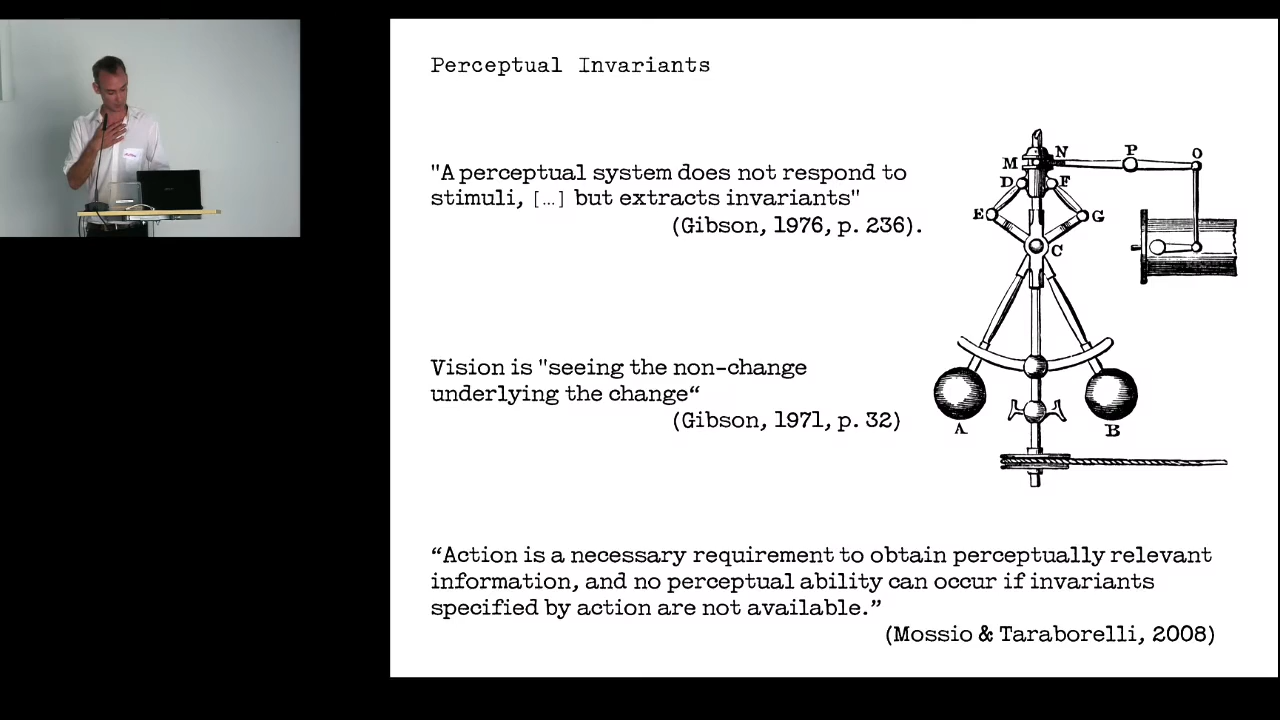 Perceptual Invariants
"A perceptual system does not respond to
stimuli, […] but extracts invariants"
(Gibson, 1976, p. 236).
Vision is "seeing the non-change
underlying the change“
(Gibson, 1971, p. 32)
M N P O
D F
E G
C
A B
“Action is a necessary requirement to obtain perceptually relevant
information, and no perceptual ability can occur if invariants
specified by action are not available.”
(Mossio & Taraborelli, 2008)